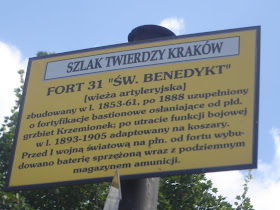 SZLAK TWIERDZY KRAKÓW
FORT 31 "ŚW. BENEDYKT"
[wieża artyleryjska]
zbudowany w l. 1853-61, po 1888 uzupełniony
o fortyfikacje bastionowe osłaniające od płd.
grzbiet Krzemionek; po utracie funkcji bojowej
w l. 1893-1905 adaptowany na koszary.
Przed I wojną światową na płn. od fortu wybu-
dowano baterię sprzężoną wraz z podziemnym
magazynem amunicji.